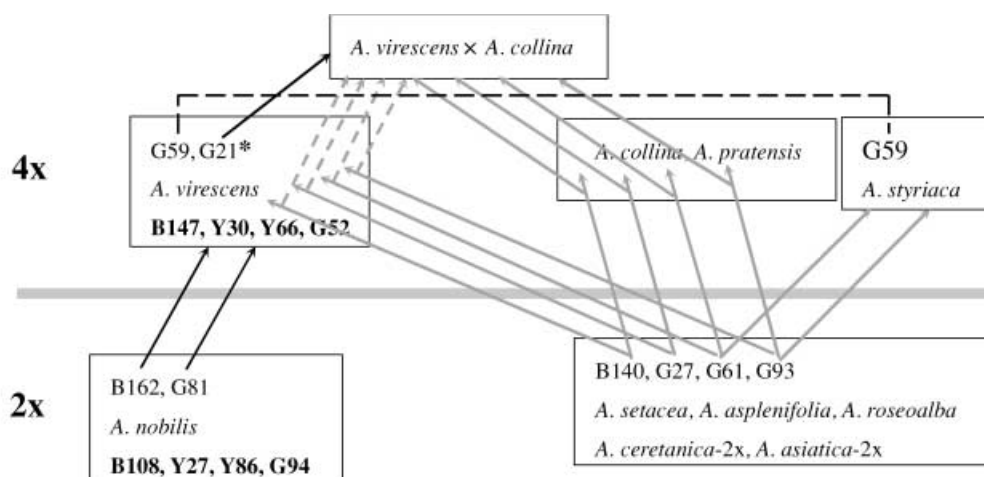 A. virescens × A. collina
4x
G59, G21*
A. virescens
B147, Y30, Y66, G52
A. collina, A. pratensis
G59
A. styriaca
2x
B162, G81
A. nobilis
B108, Y27, Y86, G94
B140, G27, G61, G93
A. setacea, A. asplenifolia, A. roseoalba
A. ceretanica-2x, A. asiatica-2x